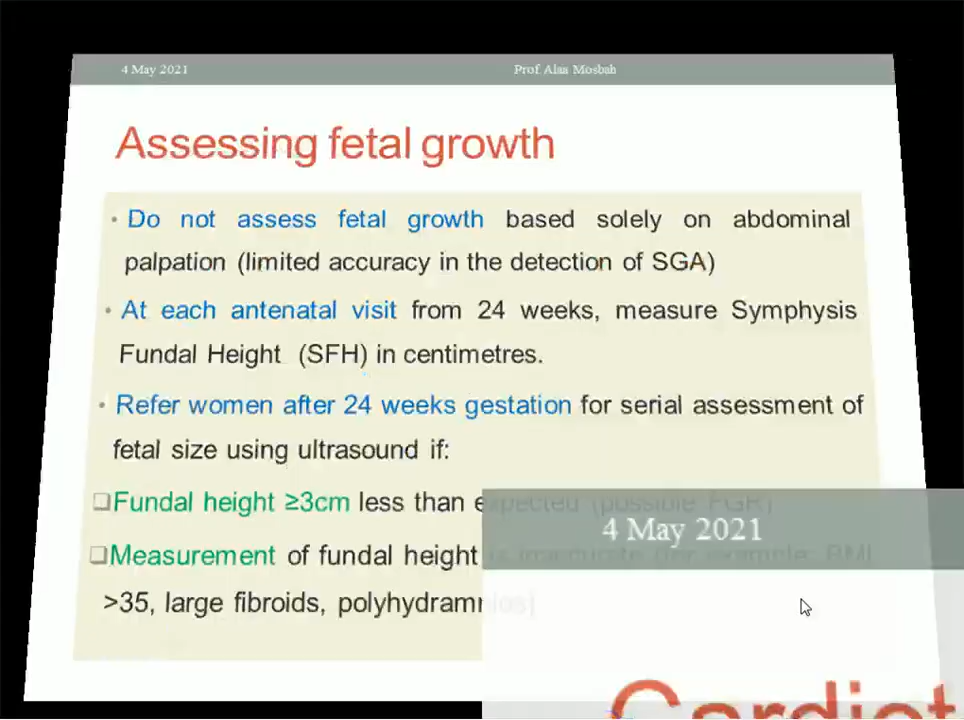 4 May 2021 Prof. Alaa Mosbah
Assessing fetal growth
• Do not assess fetal growth based solely on abdominal
palpation (limited accuracy in the detection of SGA)
• At each antenatal visit from 24 weeks, measure Symphysis
Fundal Height (SFH) in centimetres.
• Refer women after 24 weeks gestation for serial assessment of
fetal size using ultrasound if:
❑Fundal height ≥3cm less than expected (possible FGR)
❑Measurement of fundal height is inaccurate (for example: BMI
>35, large fibroids, polyhydramnios)
4 May 2021